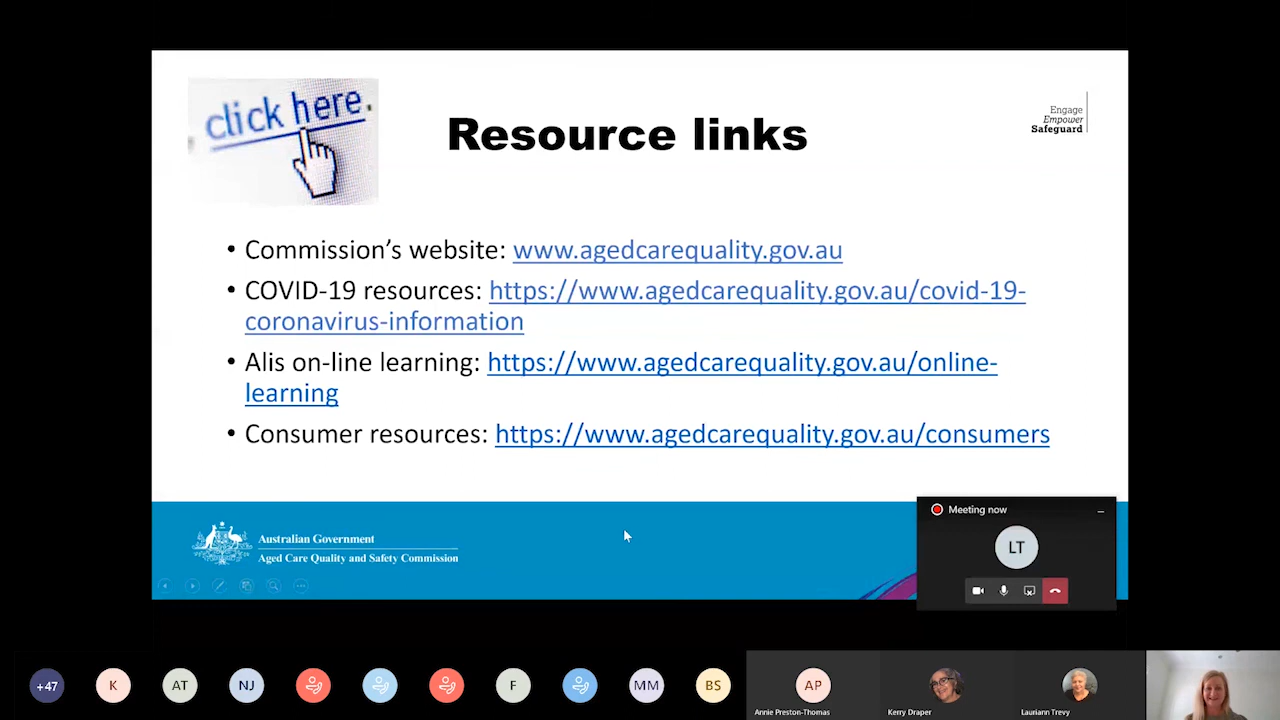 click here.
Resource links
Engage
Empower
Safeguard
• Commission's website: www.agedcarequality.gov.au
• COVID-19 resources: https://www.agedcarequality.gov.au/covid-19-
coronavirus-information
• Alis on-line learning: https://www.agedcarequality.gov.au/online-
learning
• Consumer resources: https://www.agedcarequality.gov.au/consumers
Australian Government
Aged Care Quality and Safety Commission
Meeting now
LT
+47
K
AT
NJ
F
MM
BS
AP
Annie Preston-Thomas
Kerry Draper
Lauriann Trevy